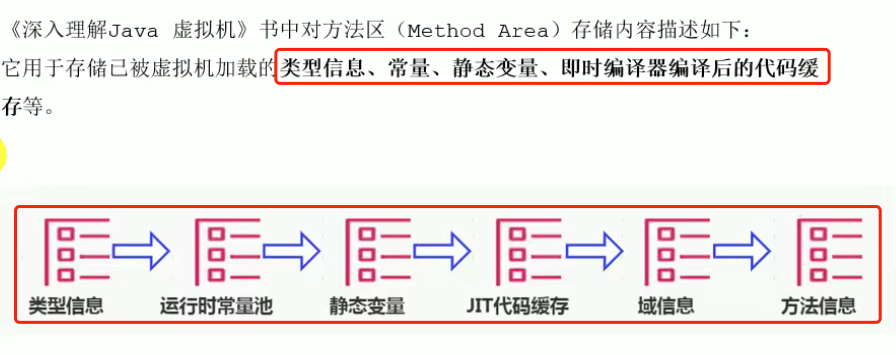 《深入理解Java 虚拟机》书中对方法区（Method Area）存储内容描述如下：
它用于存储已被虚拟机加载的类型信息、常量、静态变量、即时编译器编译后的代码缓
存等。
类型信息 运行时常量池 静态变量 JIT代码缓存 域信息 方法信息